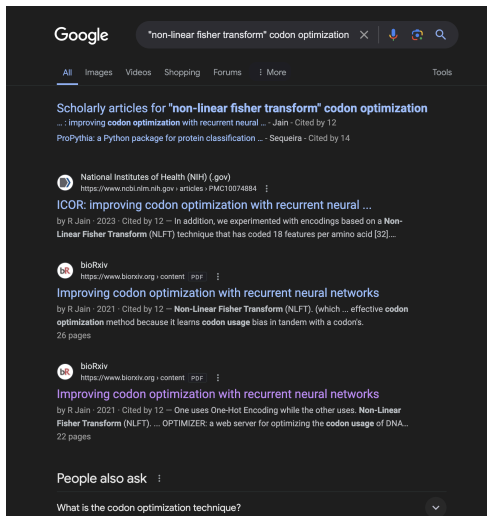 Google
"non-linear fisher transform" codon optimization
All Images Videos Shopping Forums More Tools
Scholarly articles for "non-linear fisher transform" codon optimization
... : improving codon optimization with recurrent neural ... - Jain - Cited by 12
ProPythia: a Python package for protein classification ... - Sequeira - Cited by 14
National Institutes of Health (NIH) (.gov)
https://www.ncbi.nlm.nih.gov › articles › PMC10074884
ICOR: improving codon optimization with recurrent neural ...
by R Jain · 2023 · Cited by 12 — In addition, we experimented with encodings based on a Non-
Linear Fisher Transform (NLFT) technique that has coded 18 features per amino acid [32]....
bR
bioRxiv
https://www.biorxiv.org › content PDF
Improving codon optimization with recurrent neural networks
by R Jain · 2021 · Cited by 12 — Non-Linear Fisher Transform (NLFT). (which ... effective codon
optimization method because it learns codon usage bias in tandem with a codon's.
26 pages
bR
bioRxiv
https://www.biorxiv.org › content PDF
Improving codon optimization with recurrent neural networks
by R Jain · 2021 · Cited by 12 — One uses One-Hot Encoding while the other uses. Non-Linear
Fisher Transform (NLFT). ... OPTIMIZER: a web server for optimizing the codon usage of DNA...
22 pages
People also ask
What is the codon optimization technique?